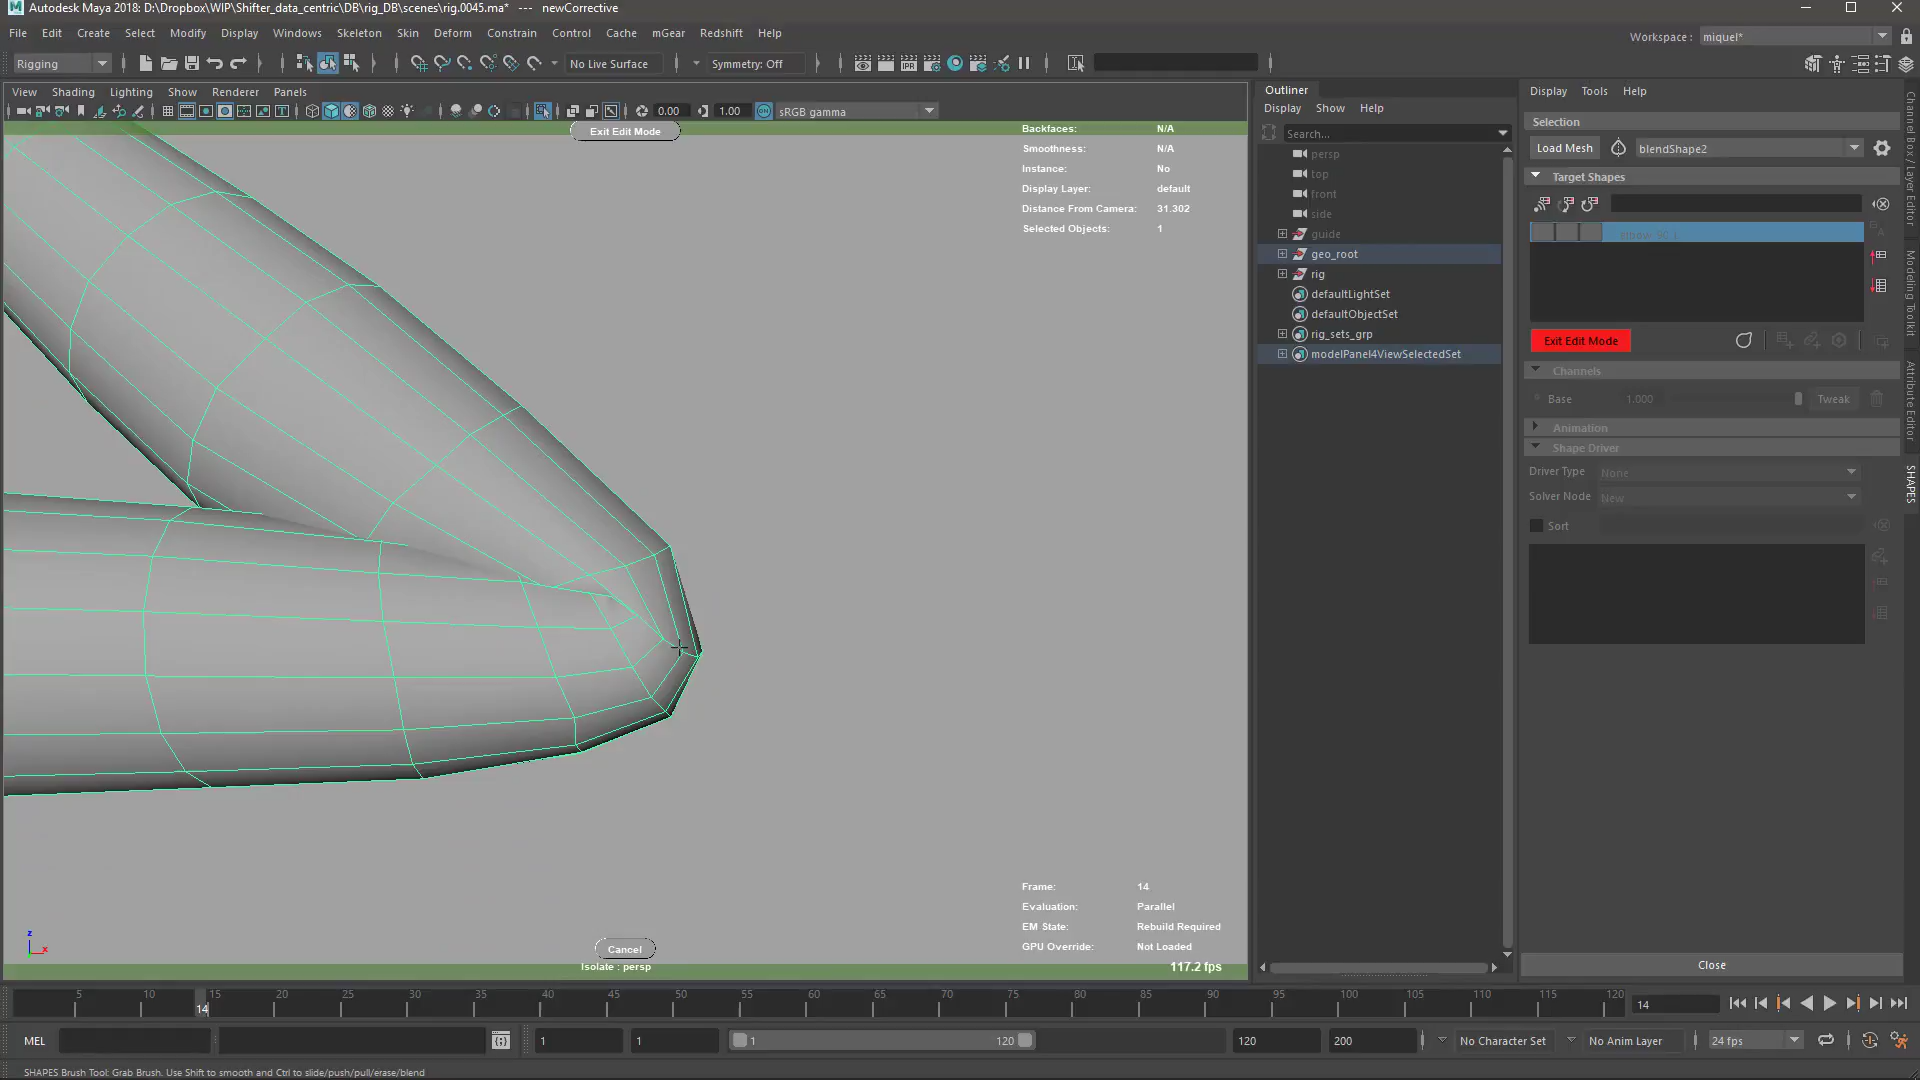 Autodesk Maya 2018: D:\Dropbox\WIP\Shifter_data_centric\DB\rig_DB\scenes\rig.0045.ma* --- newCorrective
File Edit Create Select Modify Display Windows Skeleton Skin Deform Constrain Control Cache mGear Redshift Help
Workspace : miquel*
Rigging
No Live Surface
Symmetry: Off
View Shading Lighting Show Renderer Panels
0.00
1.00
sRGB gamma
Exit Edit Mode
Backfaces: N/A
Smoothness: N/A
Instance: No
Display Layer: default
Distance From Camera: 31.302
Selected Objects: 1
Frame: 14
Evaluation: Parallel
EM State: Rebuild Required
GPU Override: Not Loaded
Cancel
Isolate : persp
117.2 fps
z
x
Outliner
Display Show Help
Search...
persp
top
front
side
guide
geo_root
rig
defaultLightSet
defaultObjectSet
rig_sets_grp
modelPanel4ViewSelectedSet
Display Tools Help
Selection
Load Mesh
blendShape2
Target Shapes
Exit Edit Mode
Channels
Base 1.000 Tweak
Animation
Shape Driver
Driver Type None
Solver Node New
Sort
Close
Channel Box / Layer Editor
Modeling Toolkit
Attribute Editor
SHAPES
5 10 15 20 25 30 35 40 45 50 55 60 65 70 75 80 85 90 95 100 105 110 115 120
14
14
MEL
1
1
1
120
120
200
No Character Set
No Anim Layer
24 fps
SHAPES Brush Tool: Grab Brush. Use Shift to smooth and Ctrl to slide/push/pull/erase/blend